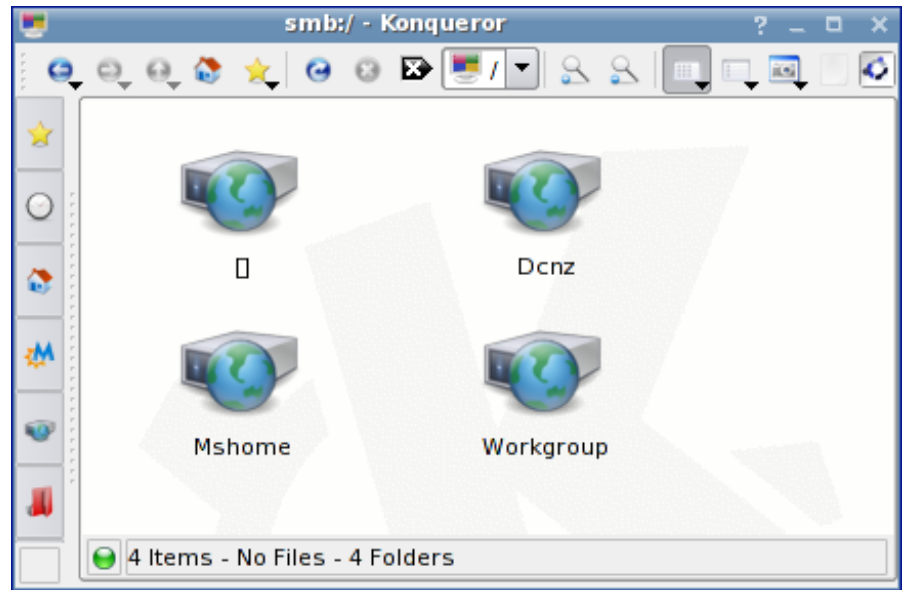 smb:/ - Konqueror
/
Dcnz
Mshome
Workgroup
4 Items - No Files - 4 Folders